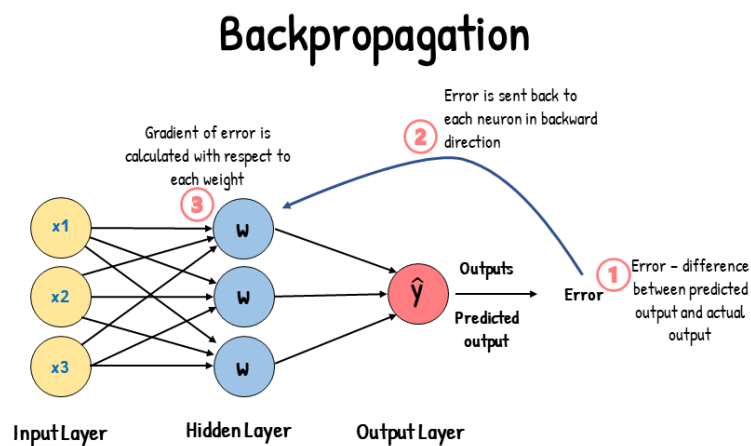 Backpropagation
Error is sent back to
each neuron in backward
direction
2
Gradient of error is
calculated with respect to
each weight
3
x1
w
x2
w
x3
w
Ŷ
Outputs
Predicted
output
Error
1
Error – difference
between predicted
output and actual
output
Input Layer
Hidden Layer
Output Layer